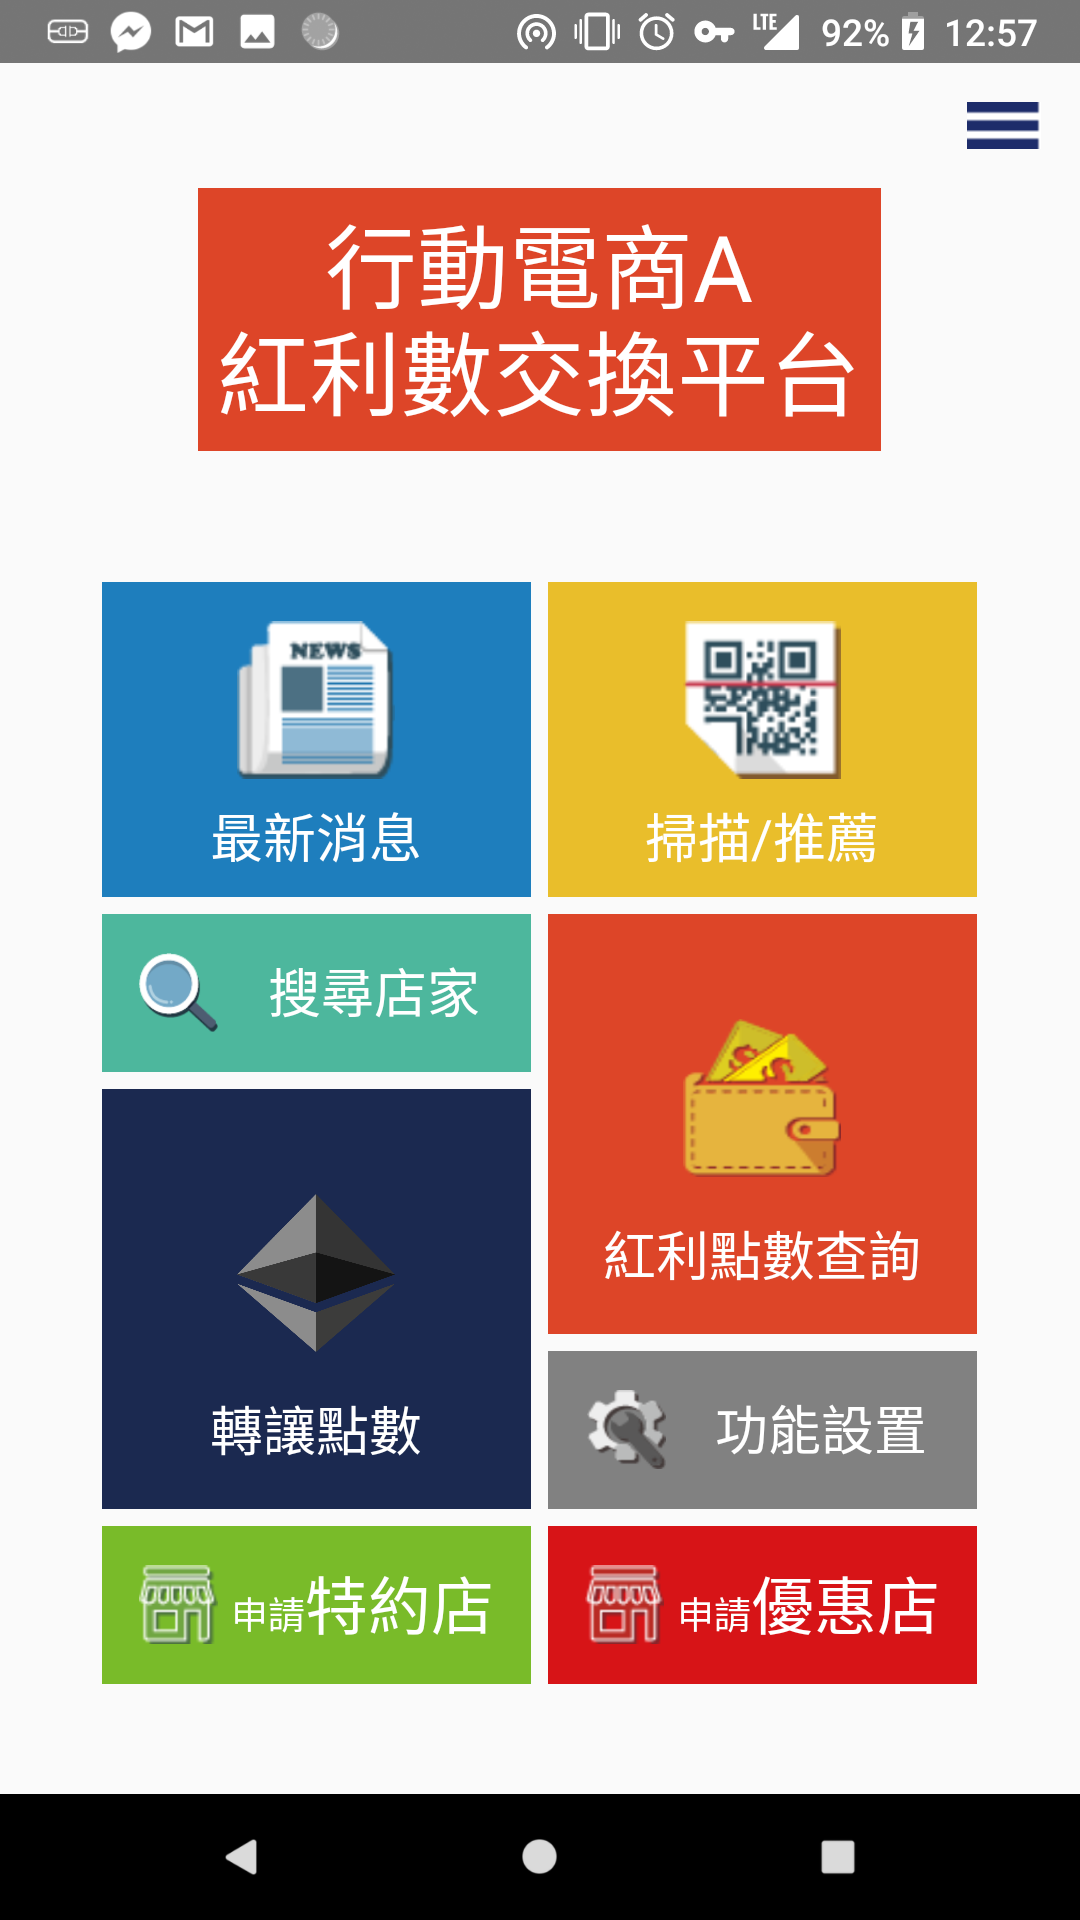 LTE 92% 12:57
行動電商A
紅利數交換平台
NEWS
最新消息
掃描/推薦
搜尋店家
紅利點數查詢
轉讓點數
功能設置
申請特約店
申請優惠店